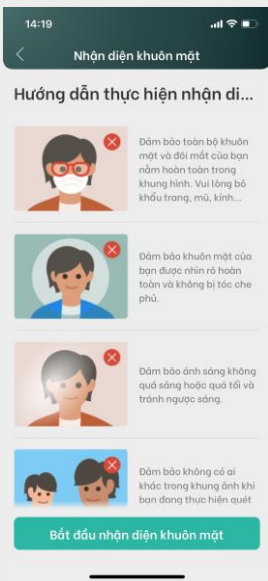 14:19
Nhận diện khuôn mặt
Hướng dẫn thực hiện nhận di...
Đảm bảo toàn bộ khuôn
mặt và đôi mắt của bạn
nằm hoàn toàn trong
khung hình. Vui lòng bỏ
khẩu trang, mũ, kính...
Đảm bảo khuôn mặt của
bạn được nhìn rõ hoàn
toàn và không bị tóc che
phủ.
Đảm bảo ánh sáng không
quá sáng hoặc quá tối và
tránh ngược sáng.
Đảm bảo không có ai
khác trong khung ảnh khi
bạn đang thực hiện quét
Bắt đầu nhận diện khuôn mặt